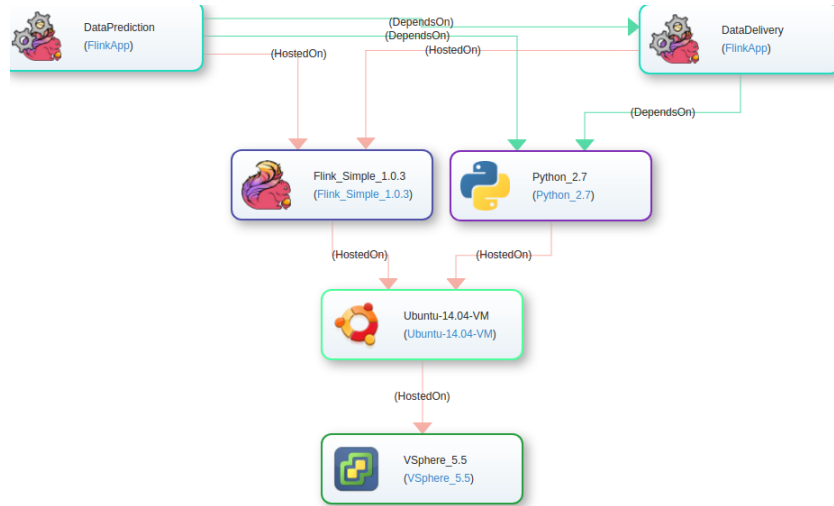 DataPrediction
(FlinkApp)
(DependsOn)
(DependsOn)
(HostedOn)
(HostedOn)
DataDelivery
(FlinkApp)
(DependsOn)
Flink_Simple_1.0.3
(Flink_Simple_1.0.3)
Python_2.7
(Python_2.7)
(HostedOn)
(HostedOn)
Ubuntu-14.04-VM
(Ubuntu-14.04-VM)
(HostedOn)
VSphere_5.5
(VSphere_5.5)